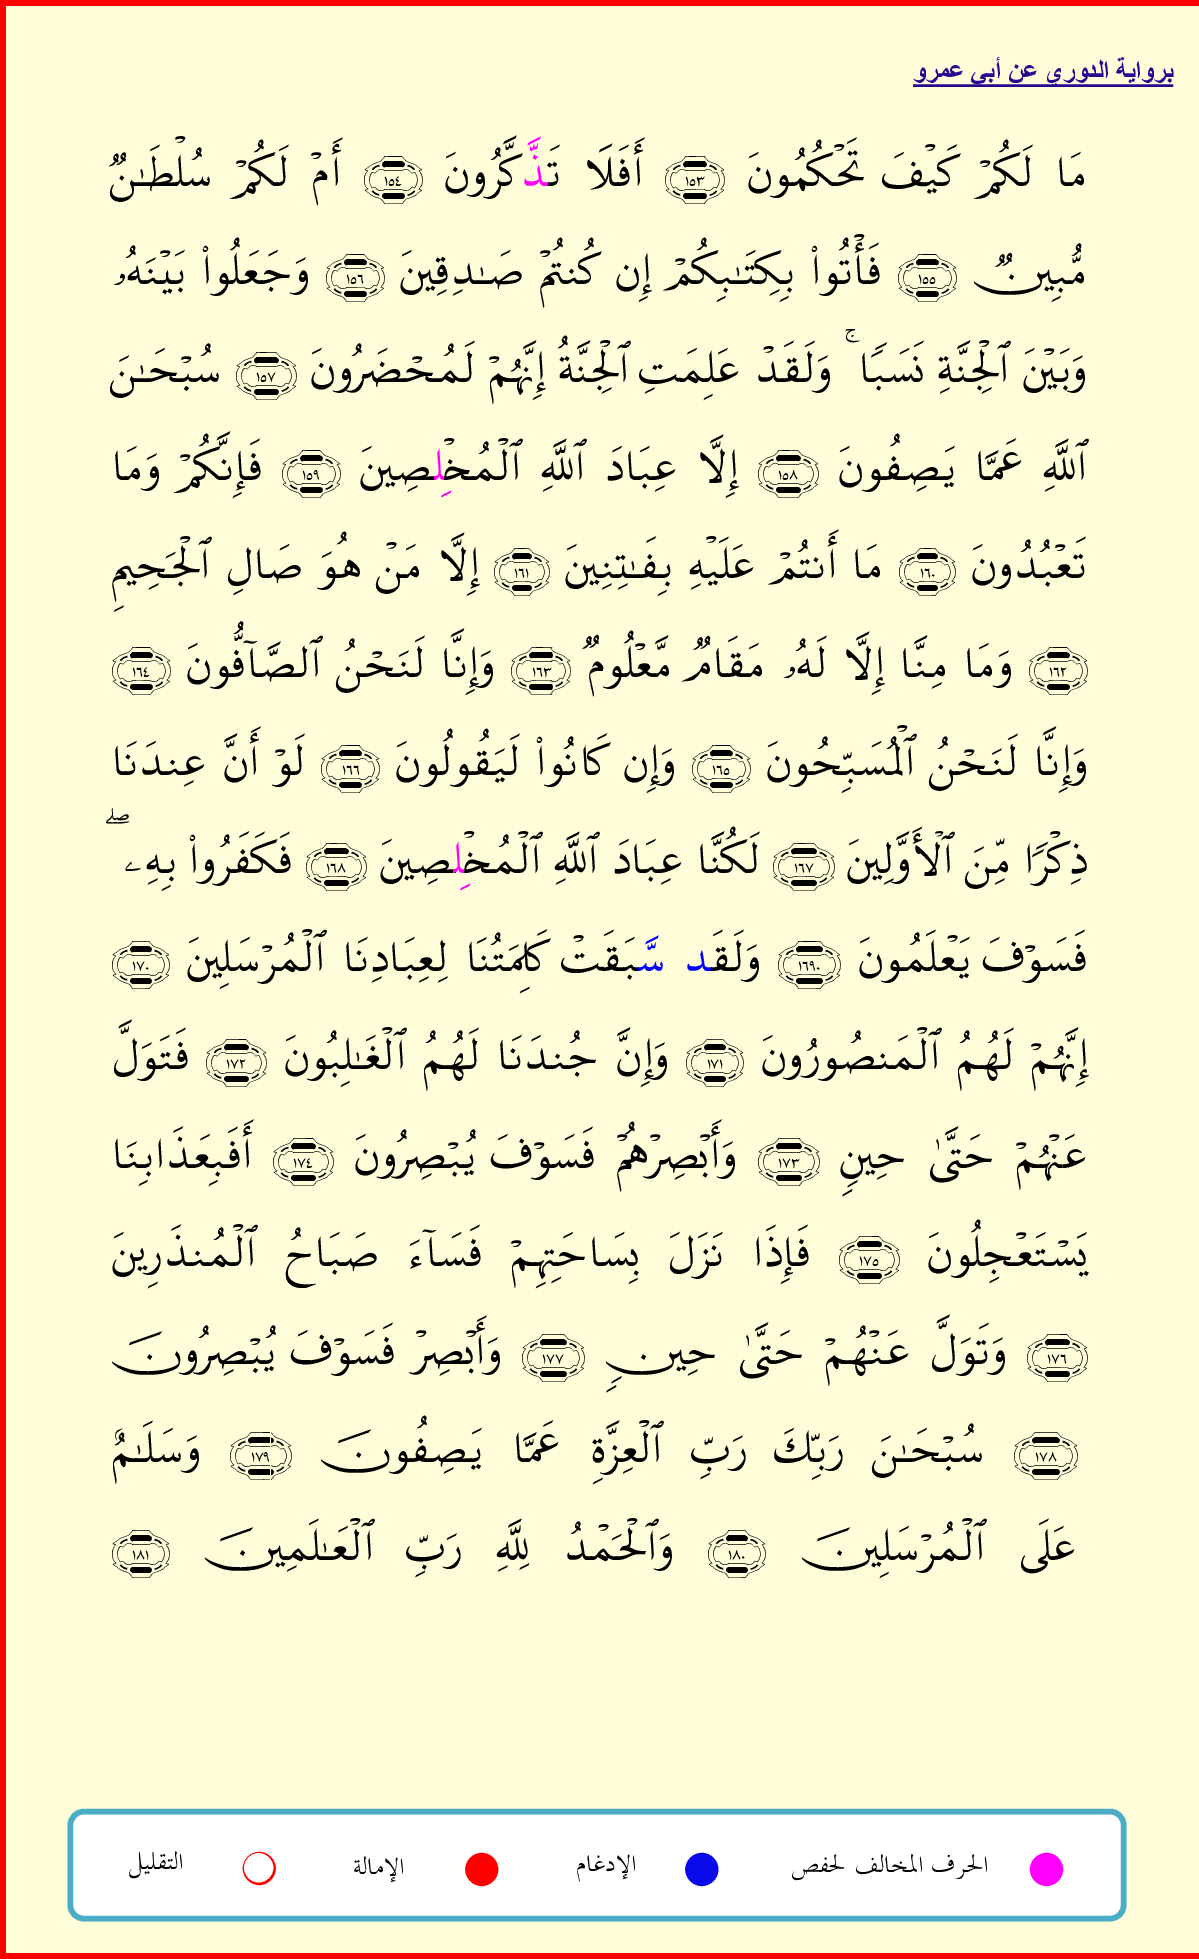 برواية الدوري عن أبي عمرو
مَا لَكُمۡ كَيۡفَ تَحۡكُمُونَ ١٥٣ أَفَلَا تَذَّكَّرُونَ ١٥٤ أَمۡ لَكُمۡ سُلۡطَٰنٞ
مُّبِينٞ ١٥٥ فَأۡتُواْ بِكِتَٰبِكُمۡ إِن كُنتُمۡ صَٰدِقِينَ ١٥٦ وَجَعَلُواْ بَيۡنَهُۥ
وَبَيۡنَ ٱلۡجِنَّةِ نَسَبٗاۚ وَلَقَدۡ عَلِمَتِ ٱلۡجِنَّةُ إِنَّهُمۡ لَمُحۡضَرُونَ ١٥٧ سُبۡحَٰنَ
ٱللَّهِ عَمَّا يَصِفُونَ ١٥٨ إِلَّا عِبَادَ ٱللَّهِ ٱلۡمُخۡلِصِينَ ١٥٩ فَإِنَّكُمۡ وَمَا
تَعۡبُدُونَ ١٦٠ مَا أَنتُمۡ عَلَيۡهِ بِفَٰتِنِينَ ١٦١ إِلَّا مَنۡ هُوَ صَالِ ٱلۡجَحِيمِ
١٦٢ وَمَا مِنَّا إِلَّا لَهُۥ مَقَامٞ مَّعۡلُومٞ ١٦٣ وَإِنَّا لَنَحۡنُ ٱلصَّآفُّونَ ١٦٤
وَإِنَّا لَنَحۡنُ ٱلۡمُسَبِّحُونَ ١٦٥ وَإِن كَانُواْ لَيَقُولُونَ ١٦٦ لَوۡ أَنَّ عِندَنَا
ذِكۡرٗا مِّنَ ٱلۡأَوَّلِينَ ١٦٧ لَكُنَّا عِبَادَ ٱللَّهِ ٱلۡمُخۡلِصِينَ ١٦٨ فَكَفَرُواْ بِهِۦۖ
فَسَوۡفَ يَعۡلَمُونَ ١٦٩٠ وَلَقَد سَّبَقَتۡ كَلِمَتُنَا لِعِبَادِنَا ٱلۡمُرۡسَلِينَ ١٧٠
إِنَّهُمۡ لَهُمُ ٱلۡمَنصُورُونَ ١٧١ وَإِنَّ جُندَنَا لَهُمُ ٱلۡغَٰلِبُونَ ١٧٢ فَتَوَلَّ
عَنۡهُمۡ حَتَّىٰ حِينٖ ١٧٣ وَأَبۡصِرۡهُمۡ فَسَوۡفَ يُبۡصِرُونَ ١٧٤ أَفَبِعَذَابِنَا
يَسۡتَعۡجِلُونَ ١٧٥ فَإِذَا نَزَلَ بِسَاحَتِهِمۡ فَسَآءَ صَبَاحُ ٱلۡمُنذَرِينَ
١٧٦ وَتَوَلَّ عَنۡهُمۡ حَتَّىٰ حِينٖ ١٧٧ وَأَبۡصِرۡ فَسَوۡفَ يُبۡصِرُونَ
١٧٨ سُبۡحَٰنَ رَبِّكَ رَبِّ ٱلۡعِزَّةِ عَمَّا يَصِفُونَ ١٧٩ وَسَلَٰمٌ
عَلَى ٱلۡمُرۡسَلِينَ ١٨٠ وَٱلۡحَمۡدُ لِلَّهِ رَبِّ ٱلۡعَٰلَمِينَ ١٨١
الحرف المخالف لحفص الإدغام الإمالة التقليل